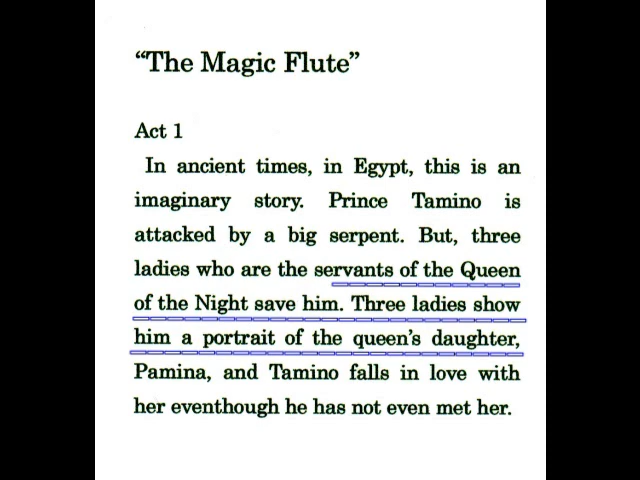 “The Magic Flute”
Act 1
In ancient times, in Egypt, this is an
imaginary story. Prince Tamino is
attacked by a big serpent. But, three
ladies who are the servants of the Queen
of the Night save him. Three ladies show
him a portrait of the queen’s daughter,
Pamina, and Tamino falls in love with
her eventhough he has not even met her.